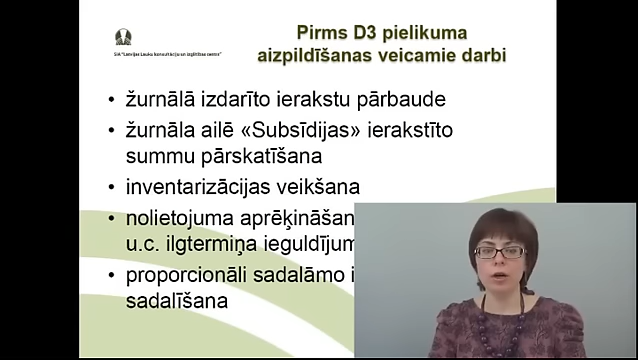 Pirms D3 pielikuma
aizpildīšanas veicamie darbi
SIA "Latvijas Lauku konsultāciju un izglītības centrs"
• žurnālā izdarīto ierakstu pārbaude
• žurnāla ailē «Subsīdijas» ierakstīto
summu pārskatīšana
• inventarizācijas veikšana
• nolietojuma aprēķināšan
u.c. ilgtermiņa ieguldījum
• proporcionāli sadalāmo i
sadalīšana